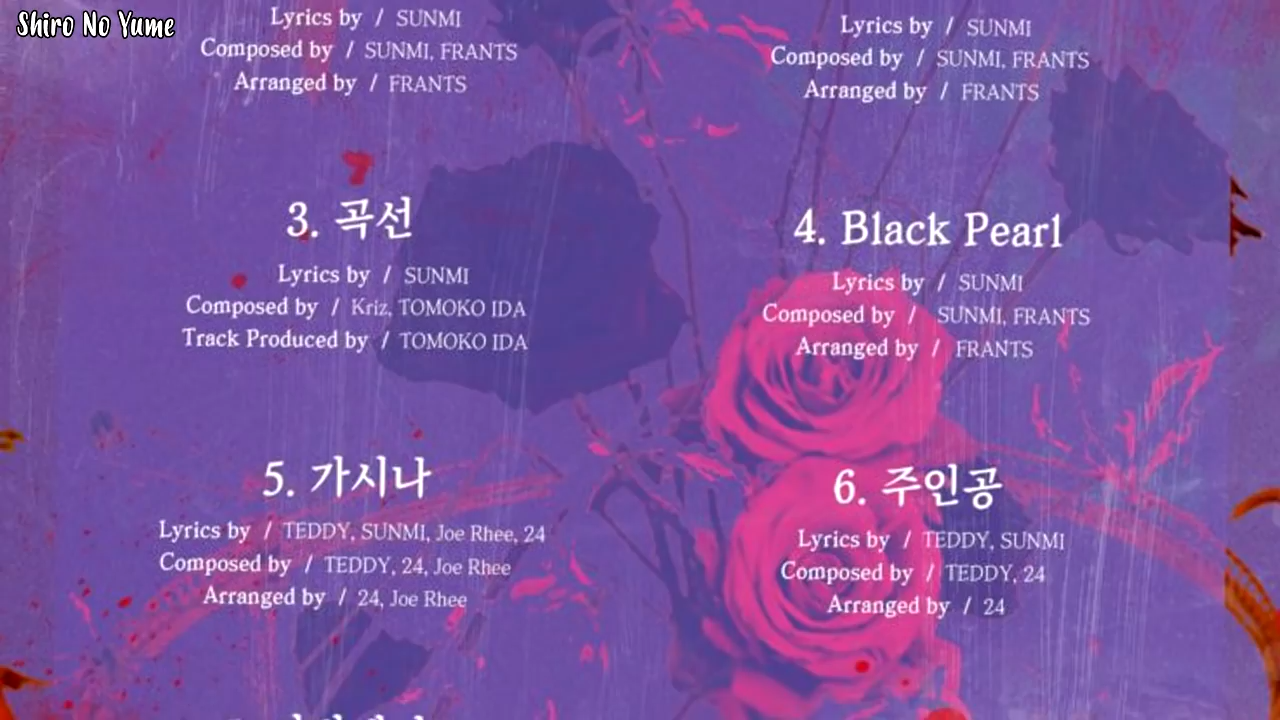 Shiro No Yume
Lyrics by / SUNMI
Composed by / SUNMI, FRANTS
Arranged by / FRANTS
Lyrics by / SUNMI
Composed by / SUNMI, FRANTS
Arranged by / FRANTS
3. 곡선
Lyrics by / SUNMI
Composed by / Kriz, TOMOKO IDA
Track Produced by / TOMOKO IDA
4. Black Pearl
Lyrics by / SUNMI
Composed by / SUNMI, FRANTS
Arranged by / FRANTS
5. 가시나
Lyrics by / TEDDY, SUNMI, Joe Rhee, 24
Composed by / TEDDY, 24, Joe Rhee
Arranged by / 24, Joe Rhee
6. 주인공
Lyrics by / TEDDY, SUNMI
Composed by / TEDDY, 24
Arranged by / 24